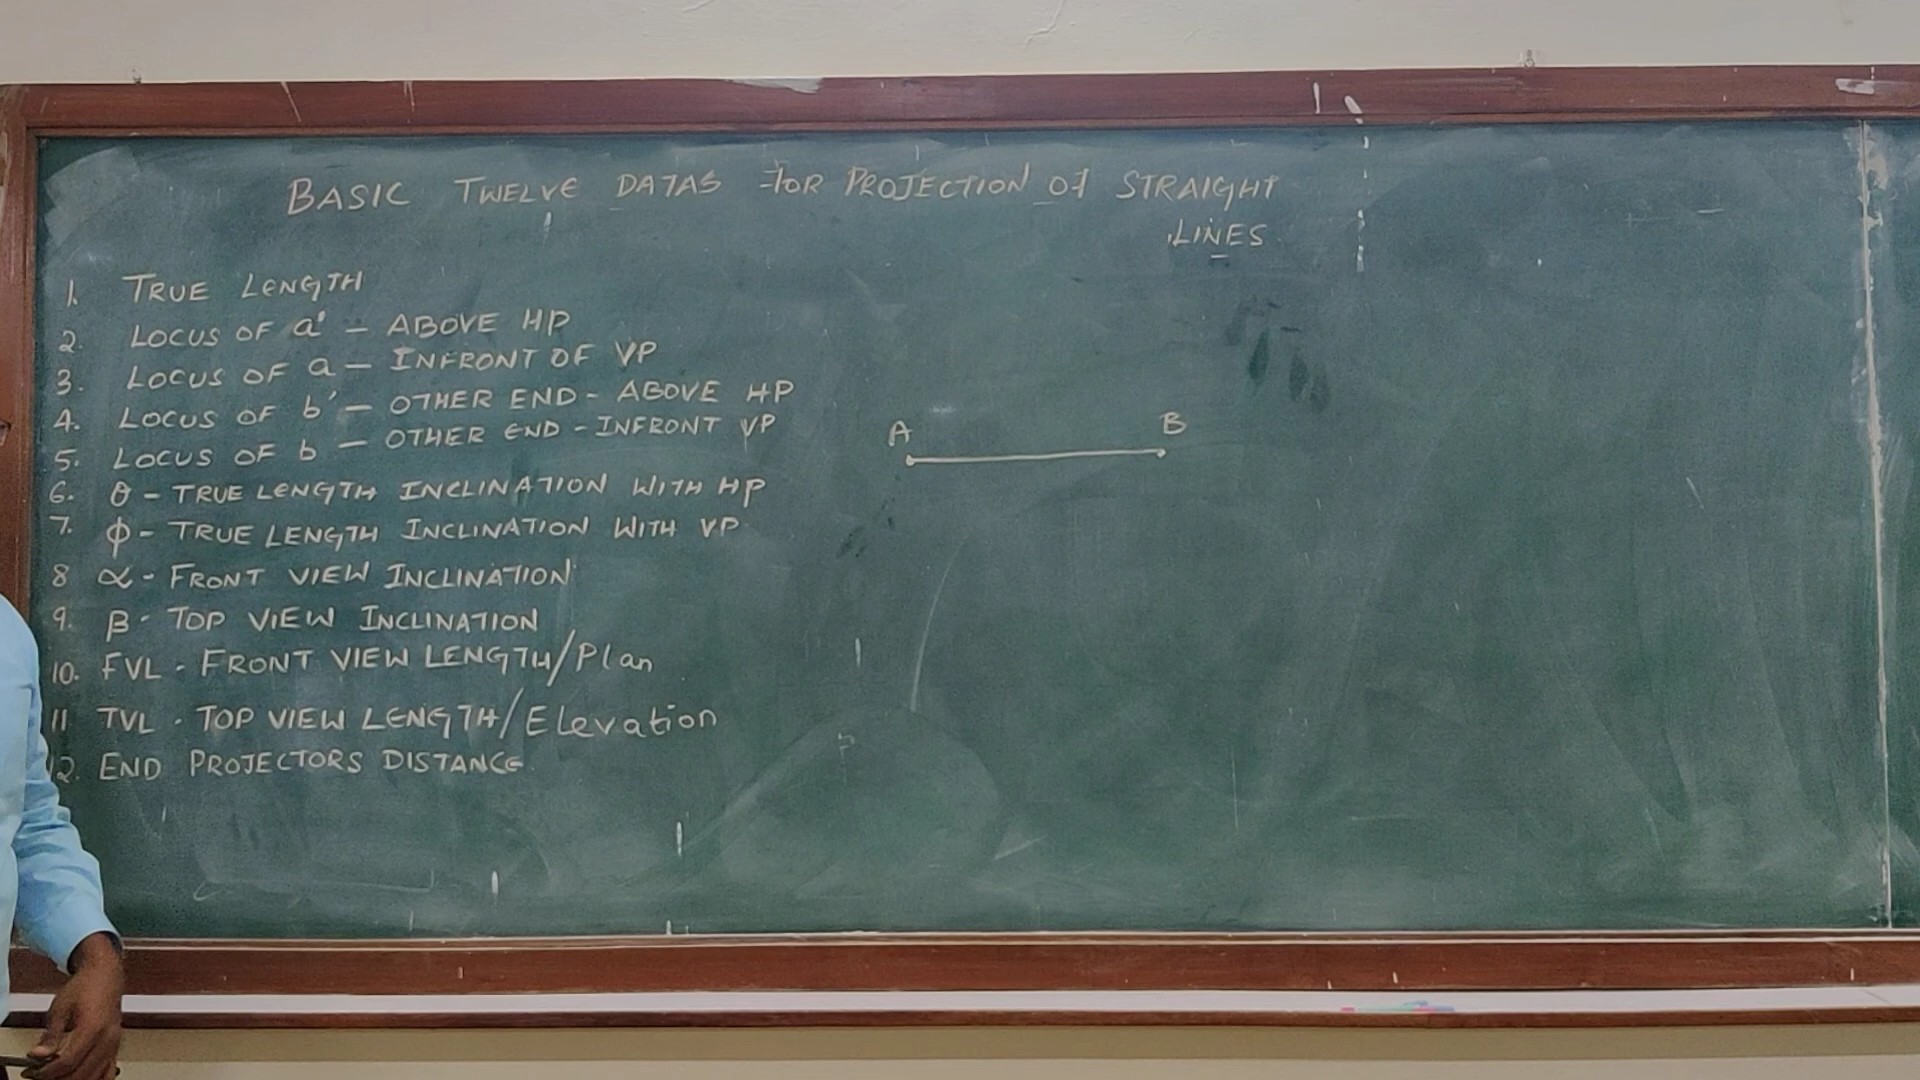 BASIC TWELVE DATAS FOR PROJECTION OF STRAIGHT
LINES
1. TRUE LENGTH
2. LOCUS OF a' - ABOVE HP
3. LOCUS OF a - INFRONT OF VP
4. LOCUS OF b' - OTHER END - ABOVE HP
5. LOCUS OF b - OTHER END - INFRONT VP
6. θ - TRUE LENGTH INCLINATION WITH HP
7. ϕ - TRUE LENGTH INCLINATION WITH VP
8 α - FRONT VIEW INCLINATION
9. β - TOP VIEW INCLINATION
10. FVL - FRONT VIEW LENGTH/Plan
11 TVL - TOP VIEW LENGTH/Elevation
12. END PROJECTORS DISTANCE
A B